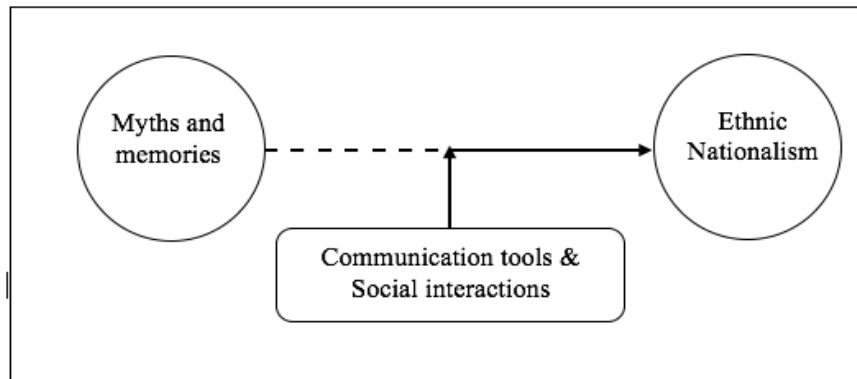 Myths and
memories
Ethnic
Nationalism
Communication tools &
Social interactions